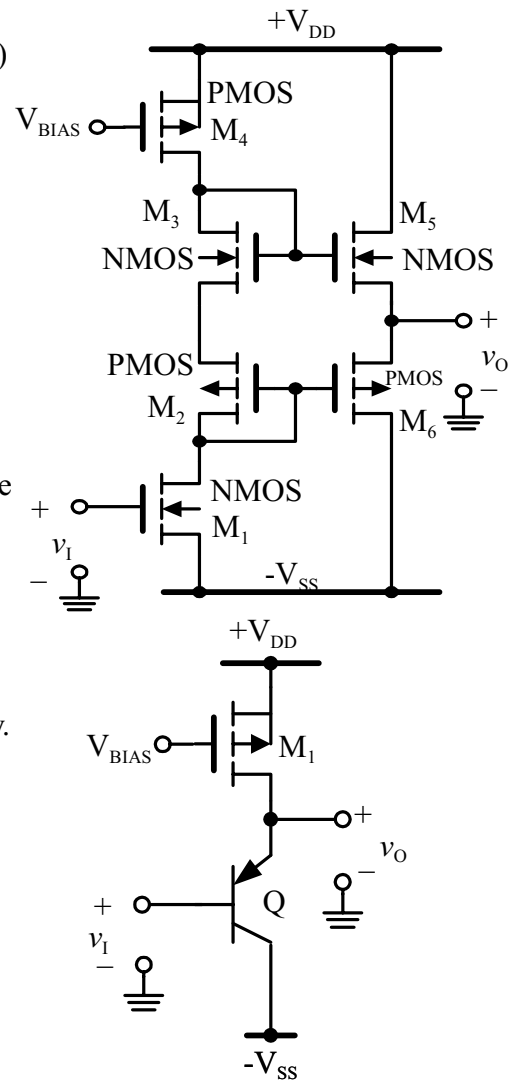 )
+V_DD
PMOS
V_BIAS
M_4
M_3
M_5
NMOS
NMOS
+
PMOS
v_O
PMOS
–
M_2
M_6
e
+
NMOS
v_I
M_1
–
-V_SS
+V_DD
y.
V_BIAS
M_1
+
v_O
–
+
Q
v_I
–
-V_SS